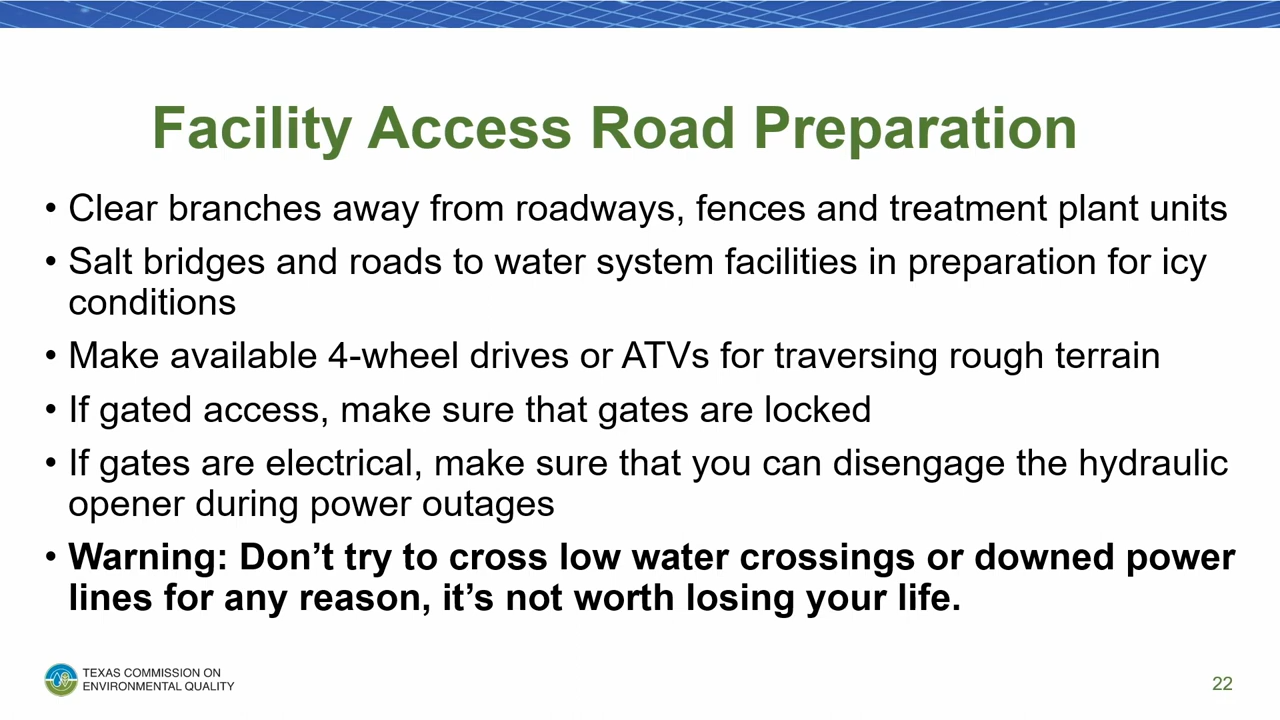 Facility Access Road Preparation
• Clear branches away from roadways, fences and treatment plant units
• Salt bridges and roads to water system facilities in preparation for icy
conditions
• Make available 4-wheel drives or ATVs for traversing rough terrain
• If gated access, make sure that gates are locked
• If gates are electrical, make sure that you can disengage the hydraulic
opener during power outages
• Warning: Don’t try to cross low water crossings or downed power
lines for any reason, it’s not worth losing your life.
TEXAS COMMISSION ON
ENVIRONMENTAL QUALITY
22